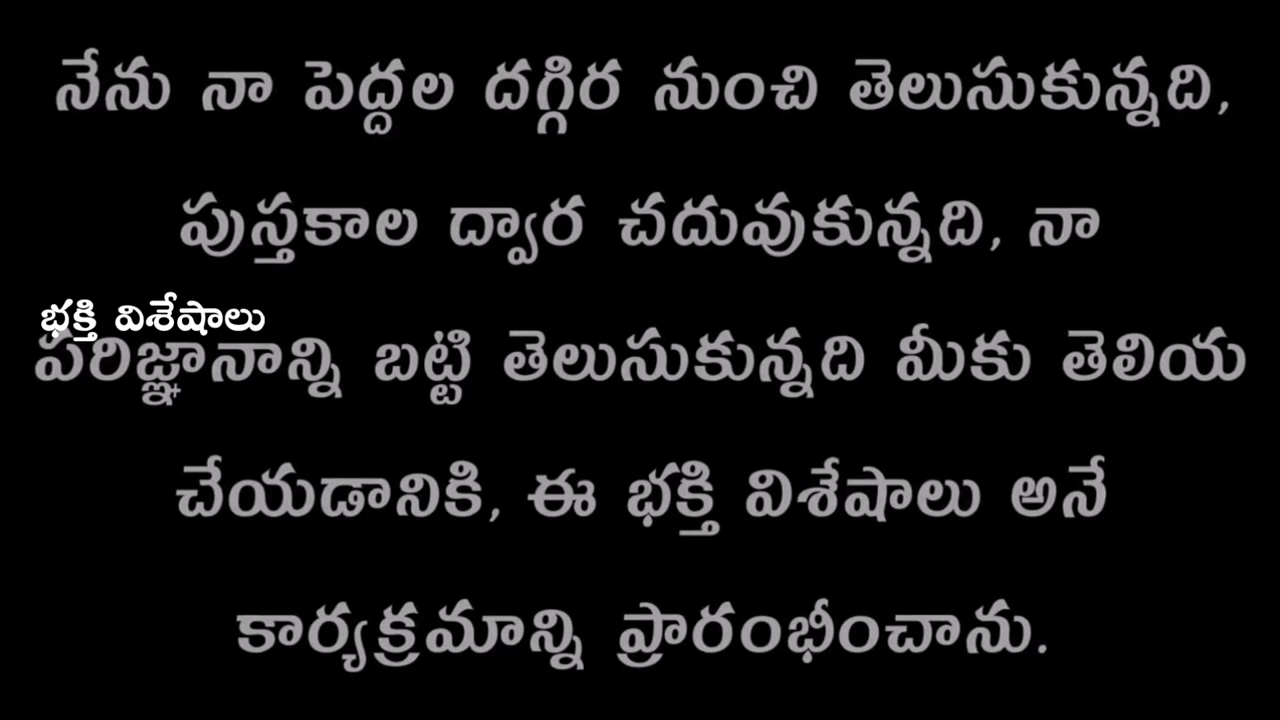 నేను నా పెద్దల దగ్గిర నుంచి తెలుసుకున్నది,
పుస్తకాల ద్వార చదువుకున్నది, నా
భక్తి విశేషాలు
పరిజ్ఞానాన్ని బట్టి తెలుసుకున్నది మీకు తెలియ
చేయడానికి, ఈ భక్తి విశేషాలు అనే
కార్యక్రమాన్ని ప్రారంభించాను.